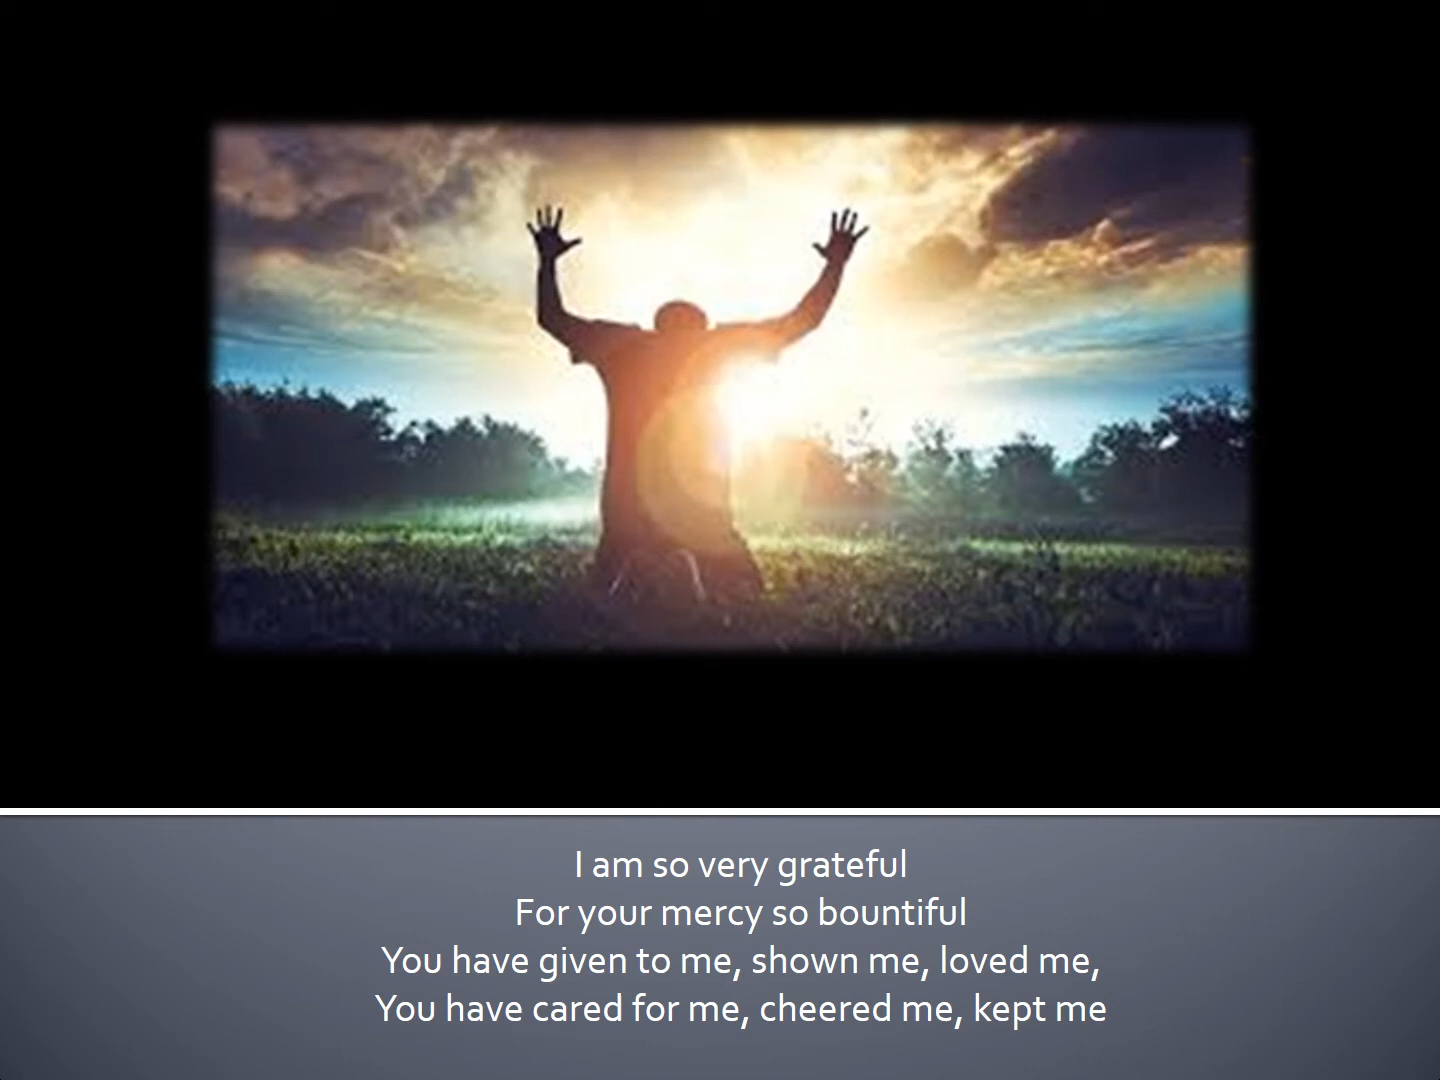 I am so very grateful
For your mercy so bountiful
You have given to me, shown me, loved me,
You have cared for me, cheered me, kept me